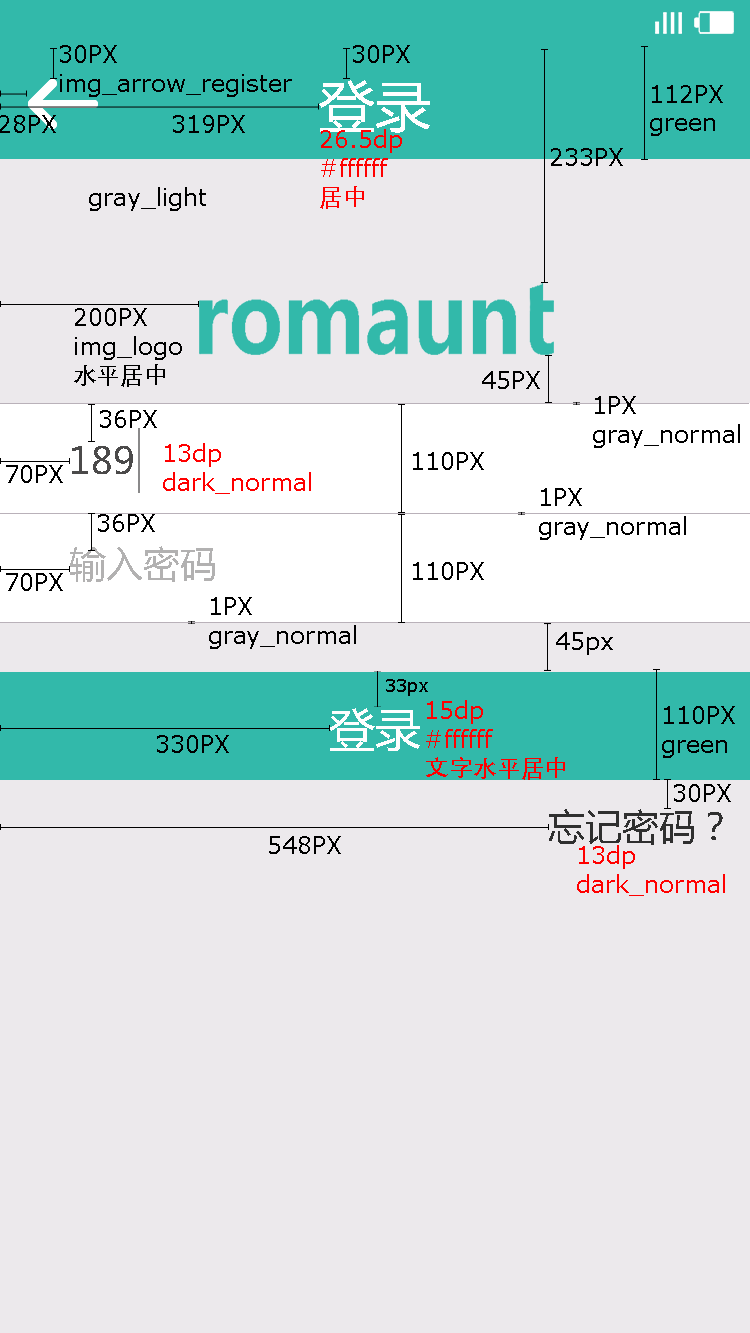 30PX
30PX
img_arrow_register
登录
112PX
green
28PX
319PX
26.5dp
#ffffff
居中
233PX
gray_light
romaunt
200PX
img_logo
水平居中
45PX
1PX
gray_normal
36PX
189
13dp
dark_normal
70PX
110PX
1PX
gray_normal
36PX
输入密码
70PX
110PX
1PX
gray_normal
45px
33px
登录
15dp
#ffffff
文字水平居中
330PX
110PX
green
30PX
忘记密码？
548PX
13dp
dark_normal